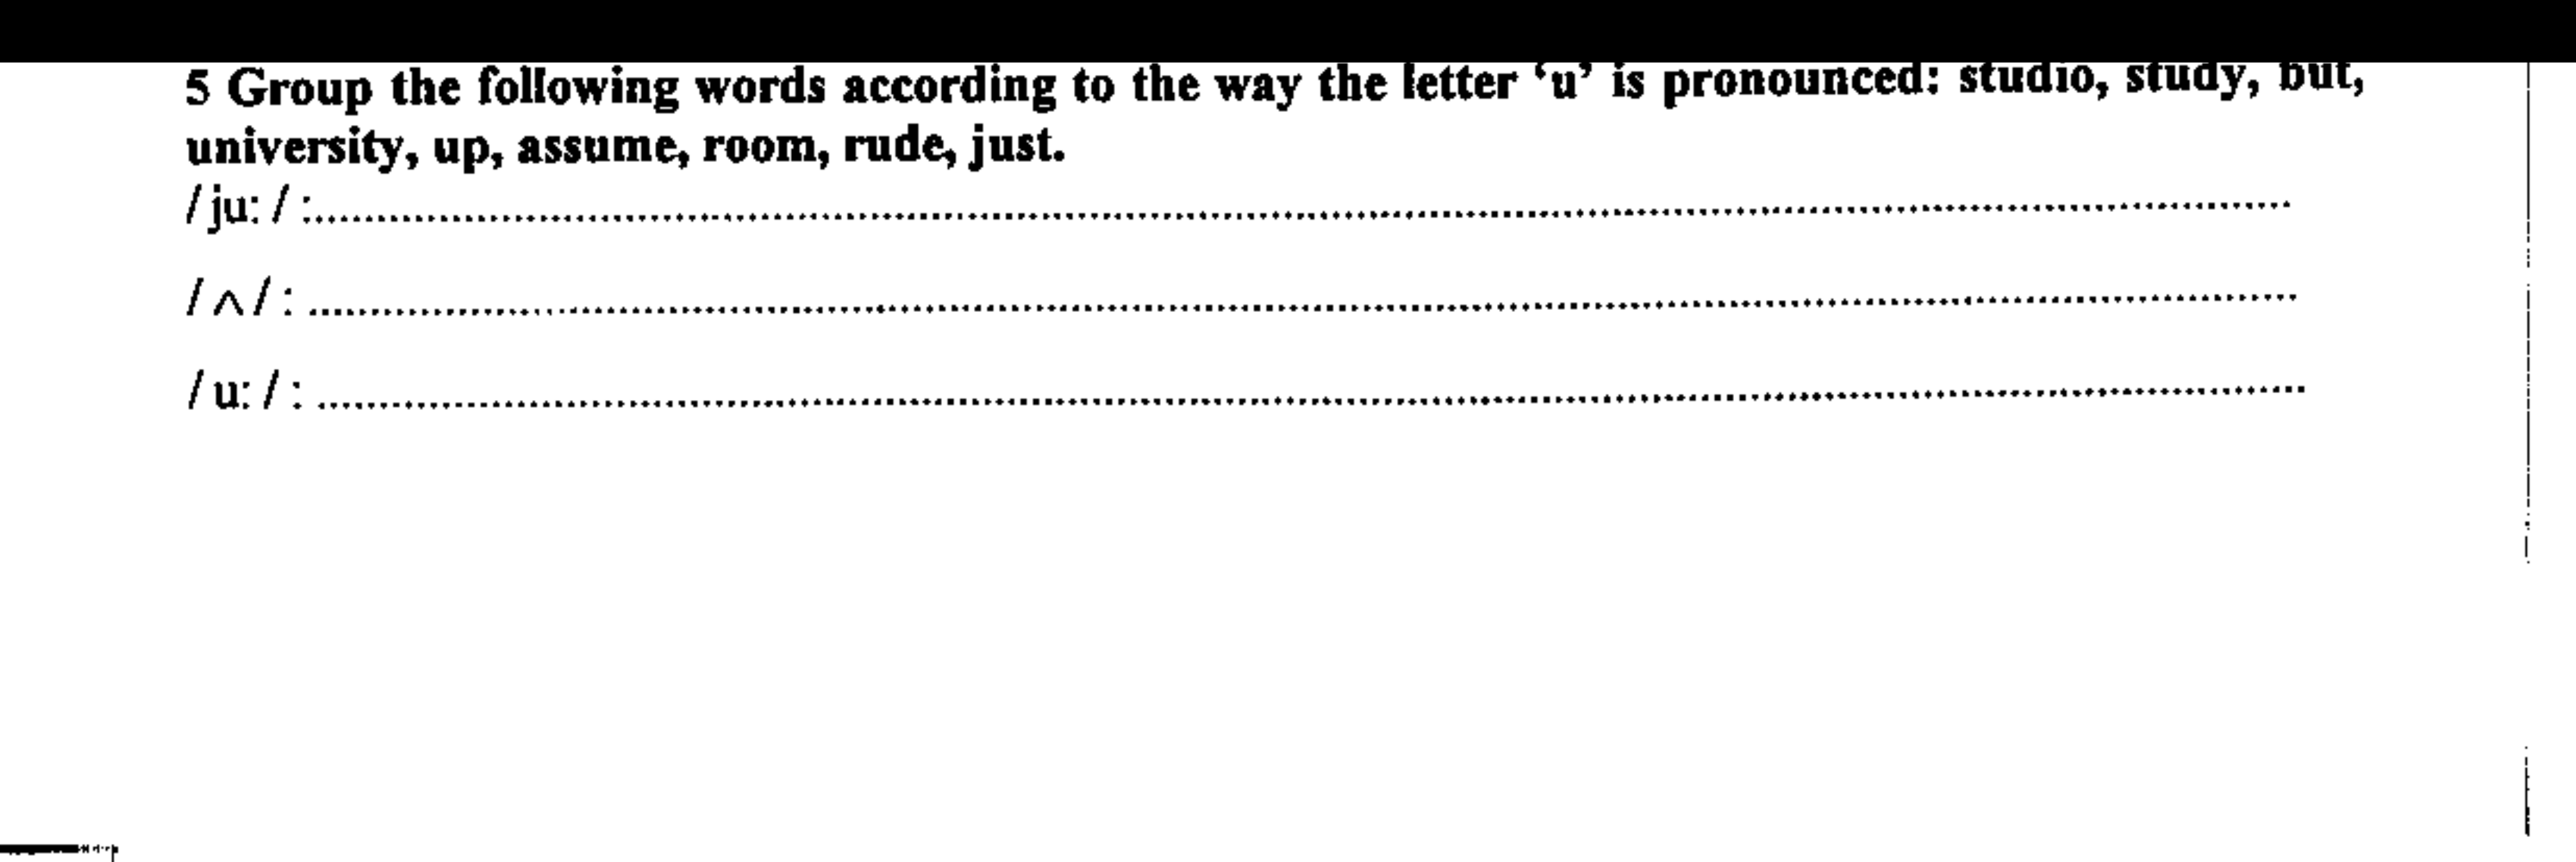 5 Group the following words according to the way the letter ‘u’ is pronounced: studio, study, but,
university, up, assume, room, rude, just.
/ ju: / :..........................................................................................................................................................
/ ʌ / : ..........................................................................................................................................................
/ u: / : ..........................................................................................................................................................